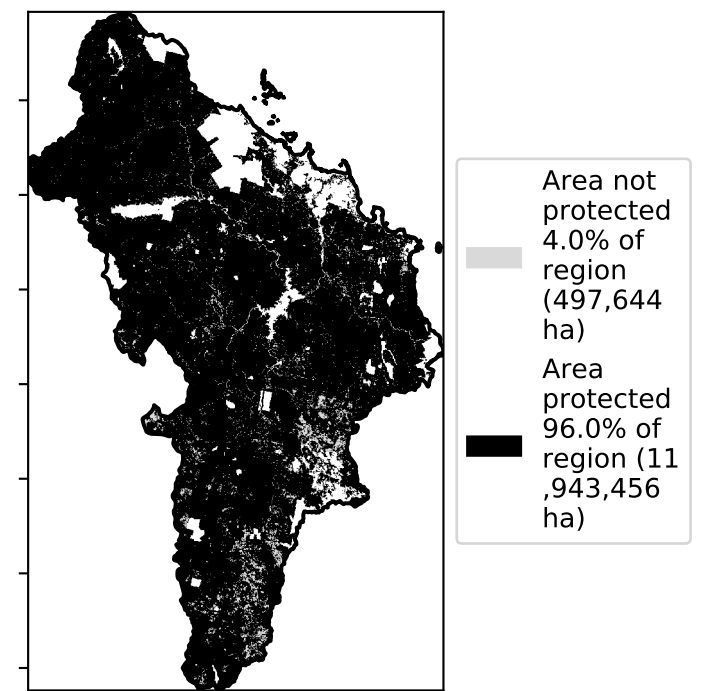 Area not
protected
4.0% of
region
(497,644
ha)
Area
protected
96.0% of
region (11
,943,456
ha)